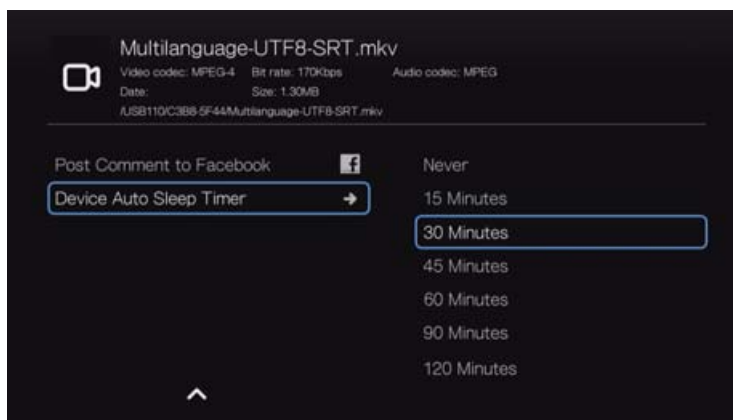 Multilanguage-UTF8-SRT.mkv
Video codec: MPEG-4 Bit rate: 170Kbps Audio codec: MPEG
Date: Size: 1.30MB
/USB110/C3B8-5F44/Multilanguage-UTF8-SRT.mkv
Post Comment to Facebook
Device Auto Sleep Timer
Never
15 Minutes
30 Minutes
45 Minutes
60 Minutes
90 Minutes
120 Minutes